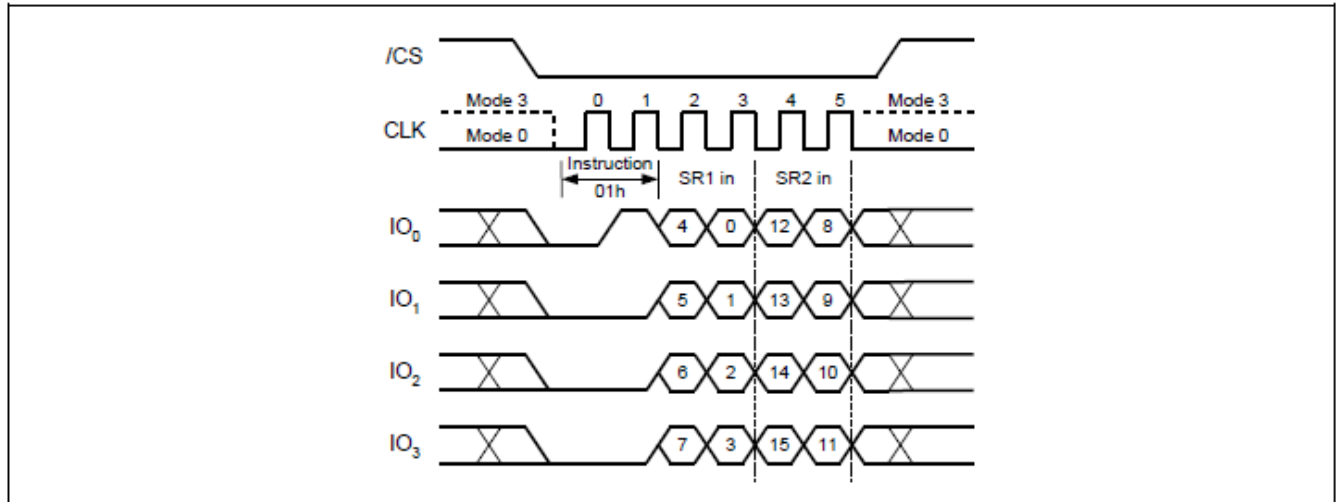 /CS
Mode 3 0 1 2 3 4 5 Mode 3
CLK Mode 0 Mode 0
Instruction
01h SR1 in SR2 in
IO0 4 0 12 8
IO1 5 1 13 9
IO2 6 2 14 10
IO3 7 3 15 11